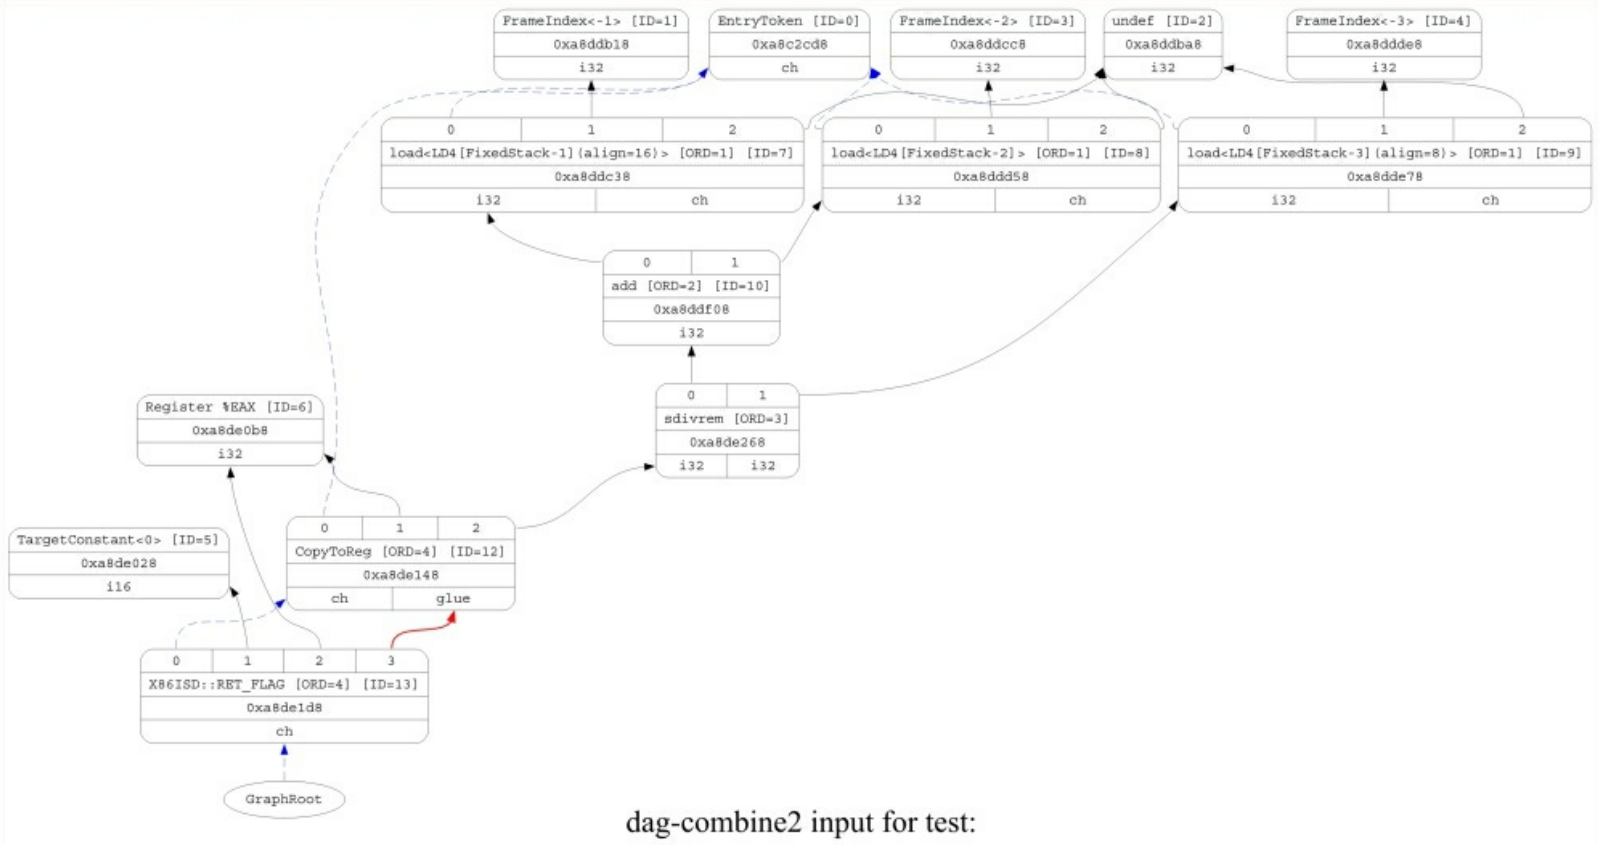 FrameIndex<-1> [ID=1]
0xa8ddb18
i32
EntryToken [ID=0]
0xa8c2cd8
ch
FrameIndex<-2> [ID=3]
0xa8ddcc8
i32
undef [ID=2]
0xa8ddba8
i32
FrameIndex<-3> [ID=4]
0xa8ddde8
i32
0 1 2
load<LD4[FixedStack-1](align=16)> [ORD=1] [ID=7]
0xa8ddc38
i32 ch
0 1 2
load<LD4[FixedStack-2]> [ORD=1] [ID=8]
0xa8ddd58
i32 ch
0 1 2
load<LD4[FixedStack-3](align=8)> [ORD=1] [ID=9]
0xa8dde78
i32 ch
0 1
add [ORD=2] [ID=10]
0xa8ddf08
i32
0 1
sdivrem [ORD=3]
0xa8de268
i32 i32
Register %EAX [ID=6]
0xa8de0b8
i32
0 1 2
CopyToReg [ORD=4] [ID=12]
0xa8de148
ch glue
TargetConstant<0> [ID=5]
0xa8de028
i16
0 1 2 3
X86ISD::RET_FLAG [ORD=4] [ID=13]
0xa8de1d8
ch
GraphRoot
dag-combine2 input for test: